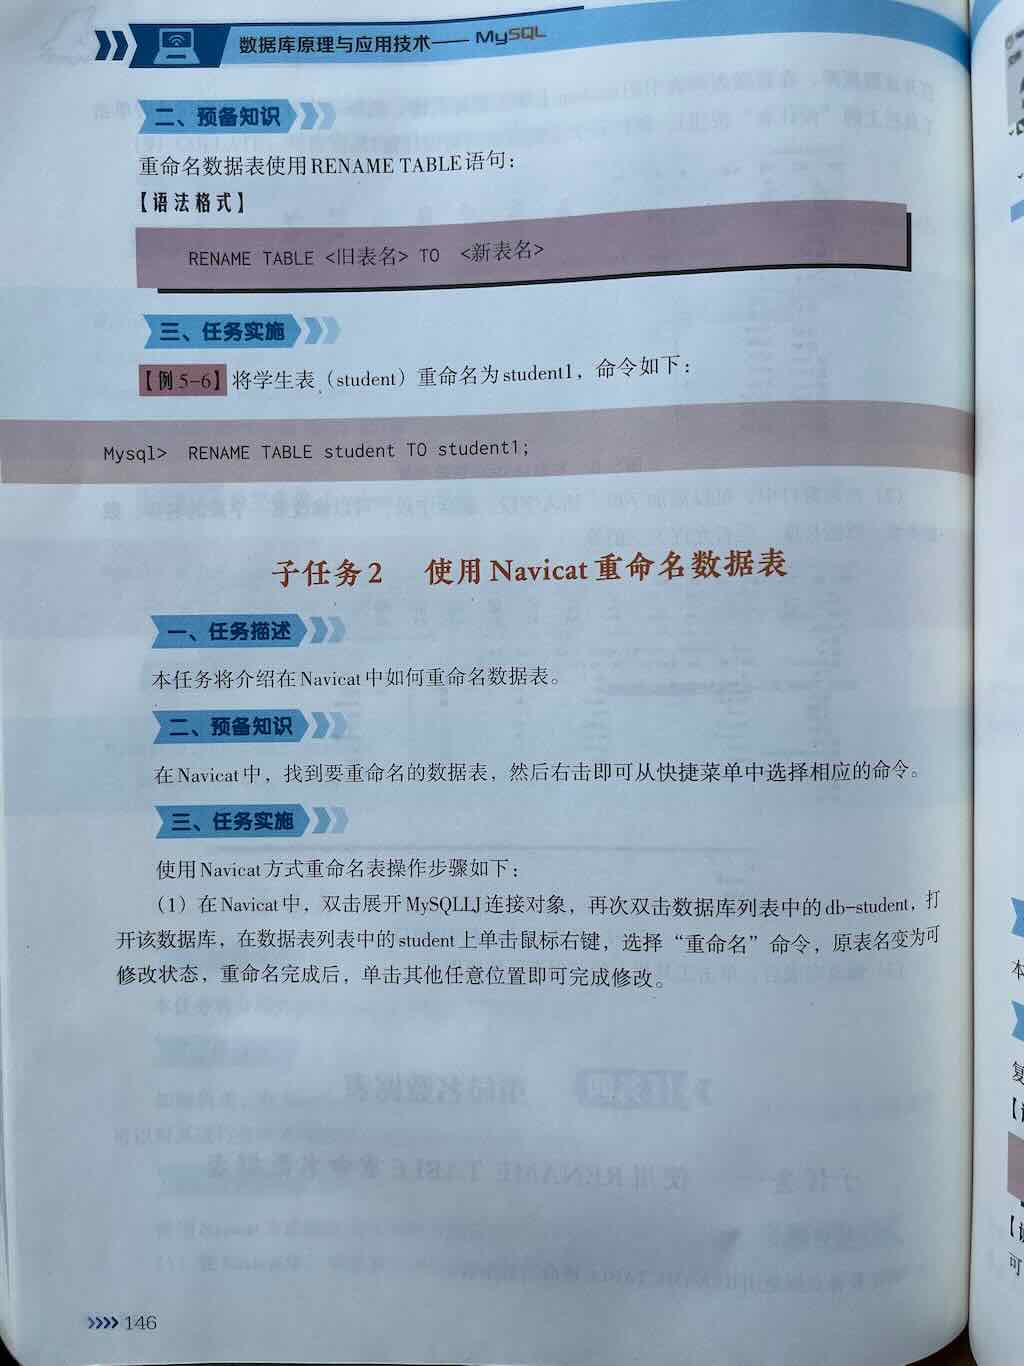 数据库原理与应用技术—— MySQL
二、预备知识
重命名数据表使用RENAME TABLE语句：
【语法格式】
RENAME TABLE <旧表名> TO <新表名>
三、任务实施
【例 5-6】将学生表（student）重命名为student1，命令如下：
Mysql> RENAME TABLE student TO student1;
子任务2 使用Navicat重命名数据表
一、任务描述
本任务将介绍在Navicat中如何重命名数据表。
二、预备知识
在Navicat中，找到要重命名的数据表，然后右击即可从快捷菜单中选择相应的命令。
三、任务实施
使用Navicat方式重命名表操作步骤如下：
（1）在Navicat中，双击展开MySQLLJ连接对象，再次双击数据库列表中的db-student，打
开该数据库，在数据表列表中的student上单击鼠标右键，选择“重命名”命令，原表名变为可
修改状态，重命名完成后，单击其他任意位置即可完成修改。
146